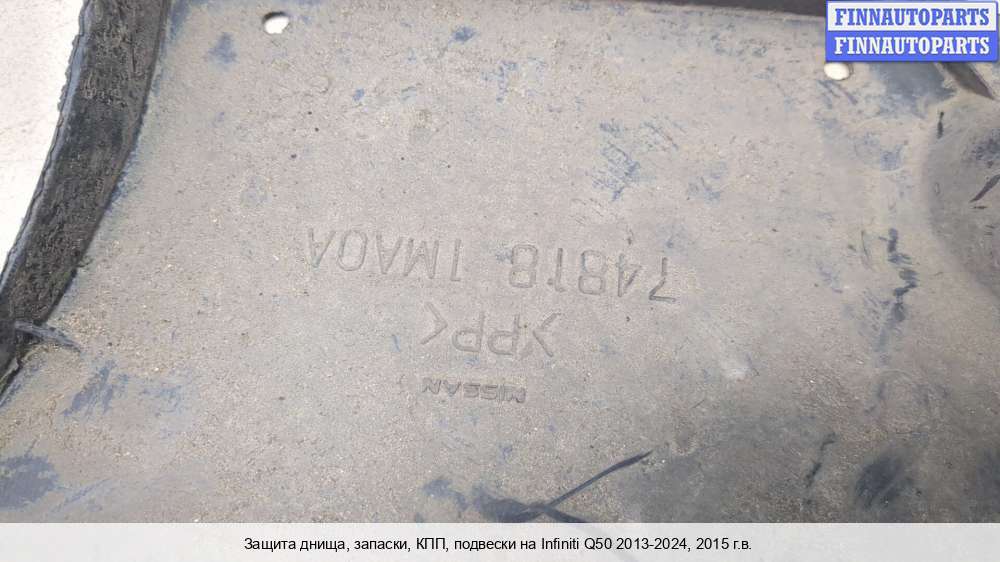 FINNAUTOPARTS
FINNAUTOPARTS
74818 1MA0A
>PP<
NISSAN
Защита днища, запаски, КПП, подвески на Infiniti Q50 2013-2024, 2015 г.в.